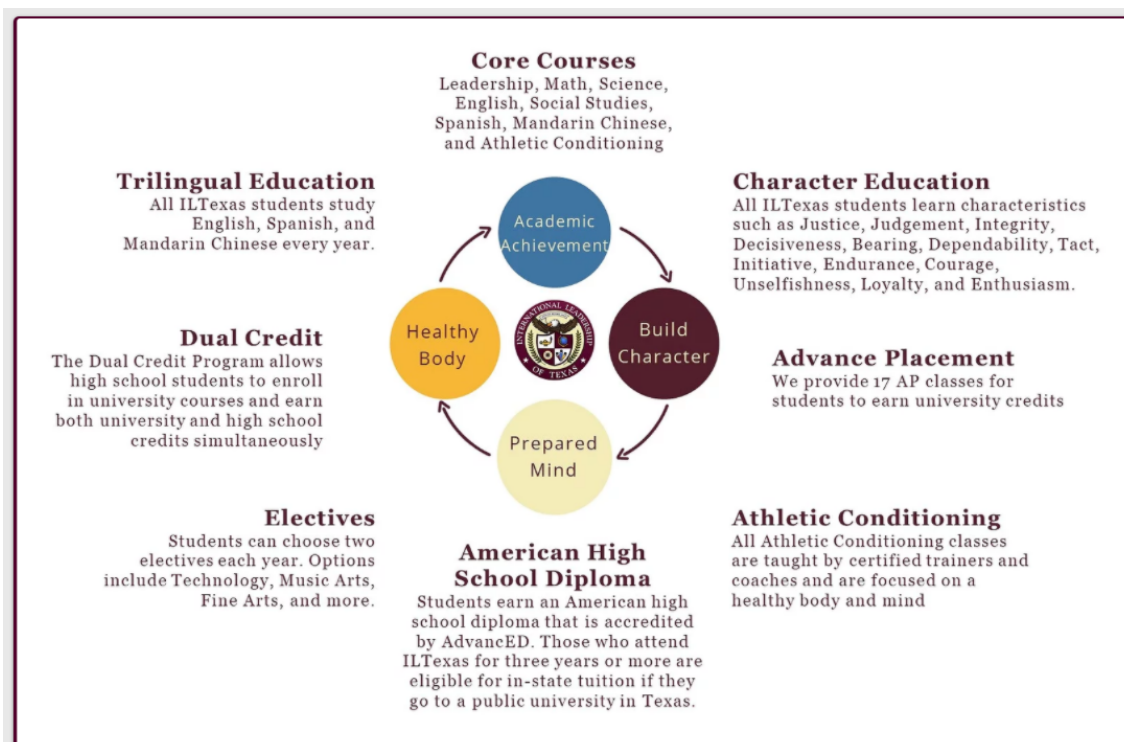 Core Courses
Leadership, Math, Science,
English, Social Studies,
Spanish, Mandarin Chinese,
and Athletic Conditioning
Trilingual Education
All ILTexas students study
English, Spanish, and
Mandarin Chinese every year.
Character Education
All ILTexas students learn characteristics
such as Justice, Judgement, Integrity,
Decisiveness, Bearing, Dependability, Tact,
Initiative, Endurance, Courage,
Unselfishness, Loyalty, and Enthusiasm.
Academic
Achievement
Healthy
Body
INTERNATIONAL LEADERSHIP
OF TEXAS
Build
Character
Prepared
Mind
Dual Credit
The Dual Credit Program allows
high school students to enroll
in university courses and earn
both university and high school
credits simultaneously
Advance Placement
We provide 17 AP classes for
students to earn university credits
Electives
Students can choose two
electives each year. Options
include Technology, Music Arts,
Fine Arts, and more.
American High
School Diploma
Students earn an American high
school diploma that is accredited
by AdvancED. Those who attend
ILTexas for three years or more are
eligible for in-state tuition if they
go to a public university in Texas.
Athletic Conditioning
All Athletic Conditioning classes
are taught by certified trainers and
coaches and are focused on a
healthy body and mind